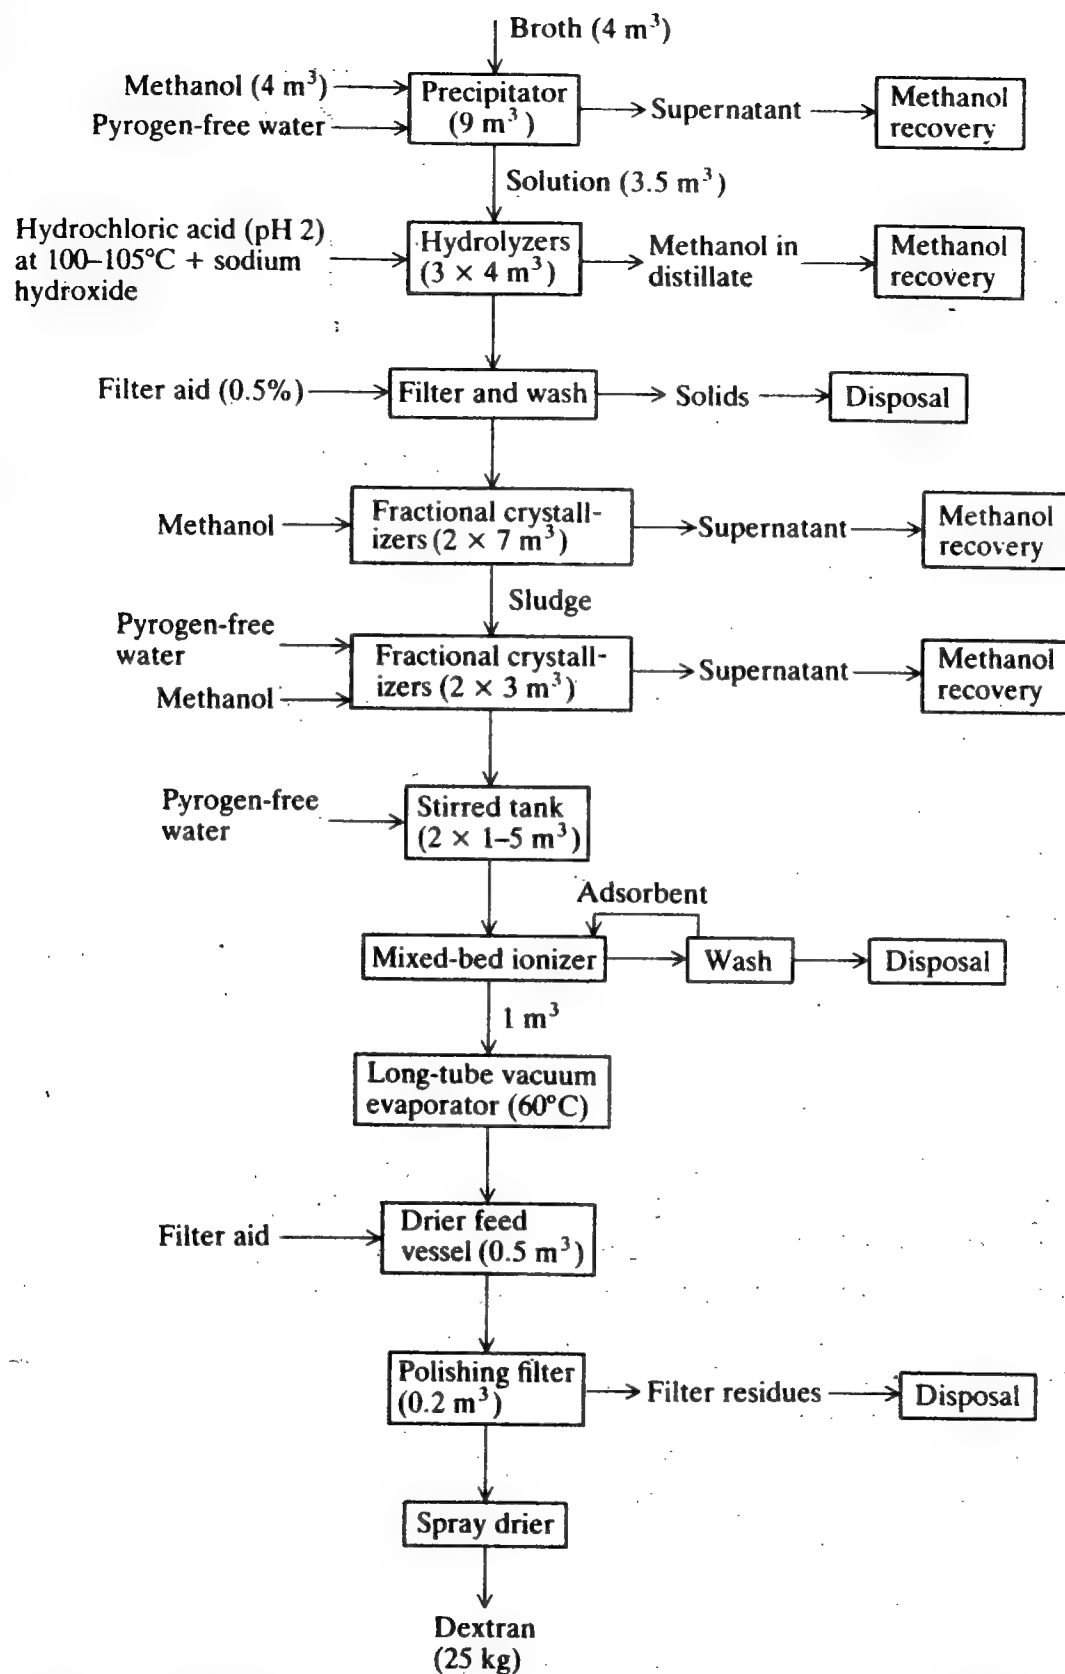 Broth (4 m³)
Methanol (4 m³)
Pyrogen-free water
Precipitator
(9 m³)
Supernatant
Methanol
recovery
Solution (3.5 m³)
Hydrochloric acid (pH 2)
at 100–105°C + sodium
hydroxide
Hydrolyzers
(3 × 4 m³)
Methanol in
distillate
Methanol
recovery
Filter aid (0.5%)
Filter and wash
Solids
Disposal
Methanol
Fractional crystall-
izers (2 × 7 m³)
Supernatant
Methanol
recovery
Sludge
Pyrogen-free
water
Methanol
Fractional crystall-
izers (2 × 3 m³)
Supernatant
Methanol
recovery
Pyrogen-free
water
Stirred tank
(2 × 1–5 m³)
Adsorbent
Mixed-bed ionizer
Wash
Disposal
1 m³
Long-tube vacuum
evaporator (60°C)
Filter aid
Drier feed
vessel (0.5 m³)
Polishing filter
(0.2 m³)
Filter residues
Disposal
Spray drier
Dextran
(25 kg)